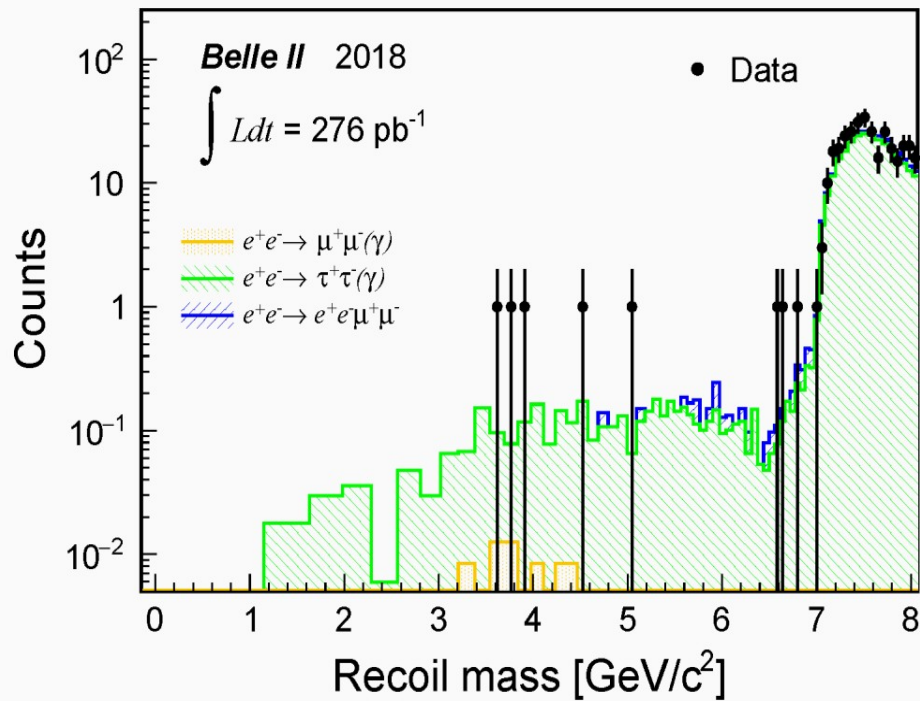 Belle II 2018
∫ Ldt = 276 pb⁻¹
Data
e⁺e⁻→ μ⁺μ⁻(γ)
e⁺e⁻→ τ⁺τ⁻(γ)
e⁺e⁻→ e⁺e⁻μ⁺μ⁻
Counts
10²
10
1
10⁻¹
10⁻²
0 1 2 3 4 5 6 7 8
Recoil mass [GeV/c²]